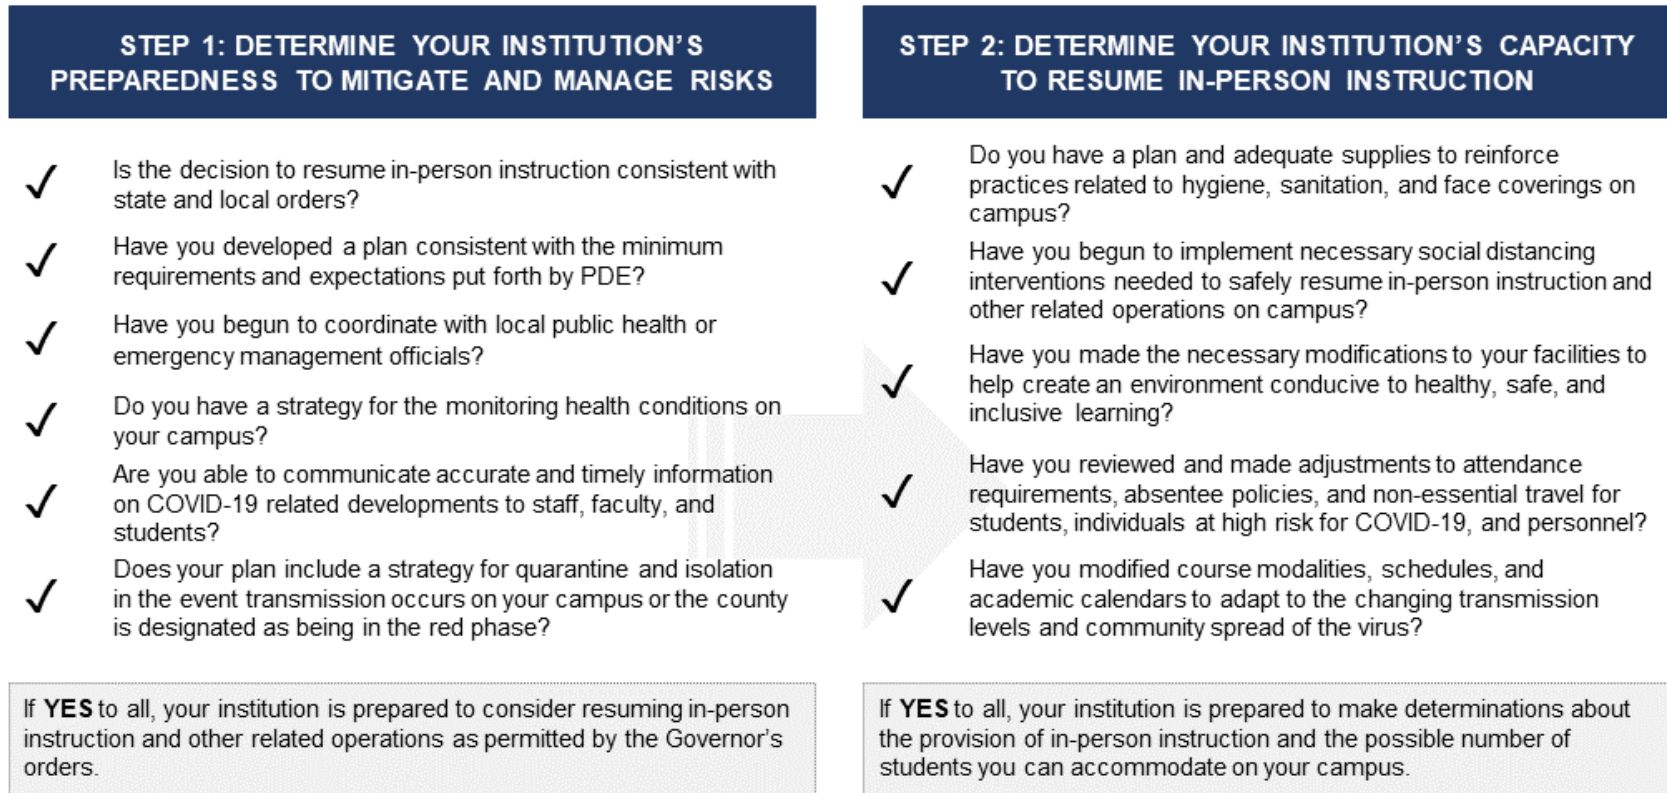 STEP 1: DETERMINE YOUR INSTITUTION'S
PREPAREDNESS TO MITIGATE AND MANAGE RISKS
Is the decision to resume in-person instruction consistent with
state and local orders?
Have you developed a plan consistent with the minimum
requirements and expectations put forth by PDE?
Have you begun to coordinate with local public health or
emergency management officials?
Do you have a strategy for the monitoring health conditions on
your campus?
Are you able to communicate accurate and timely information
on COVID-19 related developments to staff, faculty, and
students?
Does your plan include a strategy for quarantine and isolation
in the event transmission occurs on your campus or the county
is designated as being in the red phase?
If YES to all, your institution is prepared to consider resuming in-person
instruction and other related operations as permitted by the Governor's
orders.
STEP 2: DETERMINE YOUR INSTITUTION'S CAPACITY
TO RESUME IN-PERSON INSTRUCTION
Do you have a plan and adequate supplies to reinforce
practices related to hygiene, sanitation, and face coverings on
campus?
Have you begun to implement necessary social distancing
interventions needed to safely resume in-person instruction and
other related operations on campus?
Have you made the necessary modifications to your facilities to
help create an environment conducive to healthy, safe, and
inclusive learning?
Have you reviewed and made adjustments to attendance
requirements, absentee policies, and non-essential travel for
students, individuals at high risk for COVID-19, and personnel?
Have you modified course modalities, schedules, and
academic calendars to adapt to the changing transmission
levels and community spread of the virus?
If YES to all, your institution is prepared to make determinations about
the provision of in-person instruction and the possible number of
students you can accommodate on your campus.